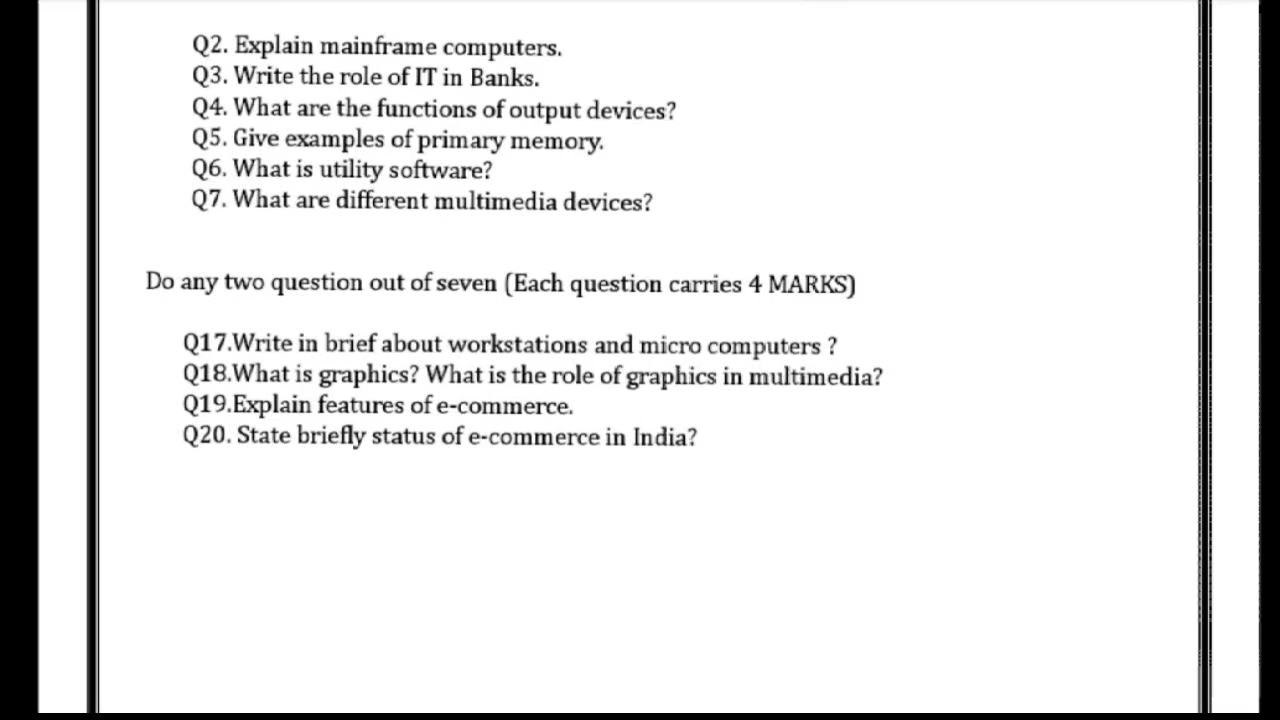 Q2. Explain mainframe computers.
Q3. Write the role of IT in Banks.
Q4. What are the functions of output devices?
Q5. Give examples of primary memory.
Q6. What is utility software?
Q7. What are different multimedia devices?
Do any two question out of seven (Each question carries 4 MARKS)
Q17.Write in brief about workstations and micro computers ?
Q18.What is graphics? What is the role of graphics in multimedia?
Q19.Explain features of e-commerce.
Q20. State briefly status of e-commerce in India?